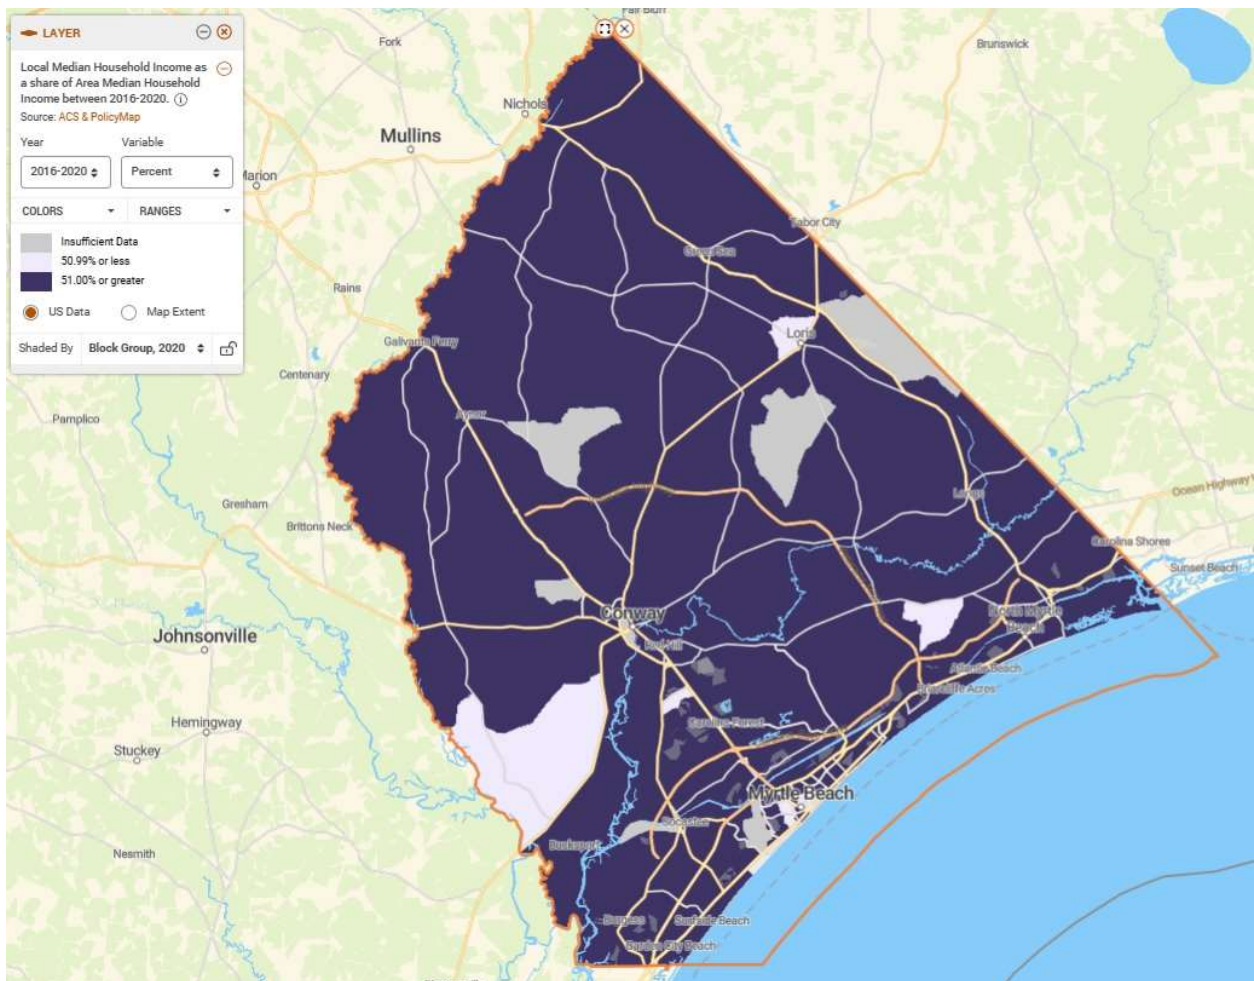 LAYER
Local Median Household Income as
a share of Area Median Household
Income between 2016-2020.
Source: ACS & PolicyMap
Year Variable
2016-2020 Percent
COLORS RANGES
Insufficient Data
50.99% or less
51.00% or greater
US Data Map Extent
Shaded By Block Group, 2020
Fair Bluff
Fork
Brunswick
Nichols
Mullins
Marion
Tabor City
Green Sea
Rains
Loris
Galivants Ferry
Centenary
Aynor
Pamplico
Gresham
Longs
Ocean Highway
Brittons Neck
Carolina Shores
Sunset Beach
Conway
North Myrtle
Beach
Johnsonville
Red Hill
Atlantic Beach
Briarcliffe Acres
Hemingway
Carolina Forest
Stuckey
Myrtle Beach
Socastee
Bucksport
Nesmith
Burgess
Surfside Beach
Garden City Beach